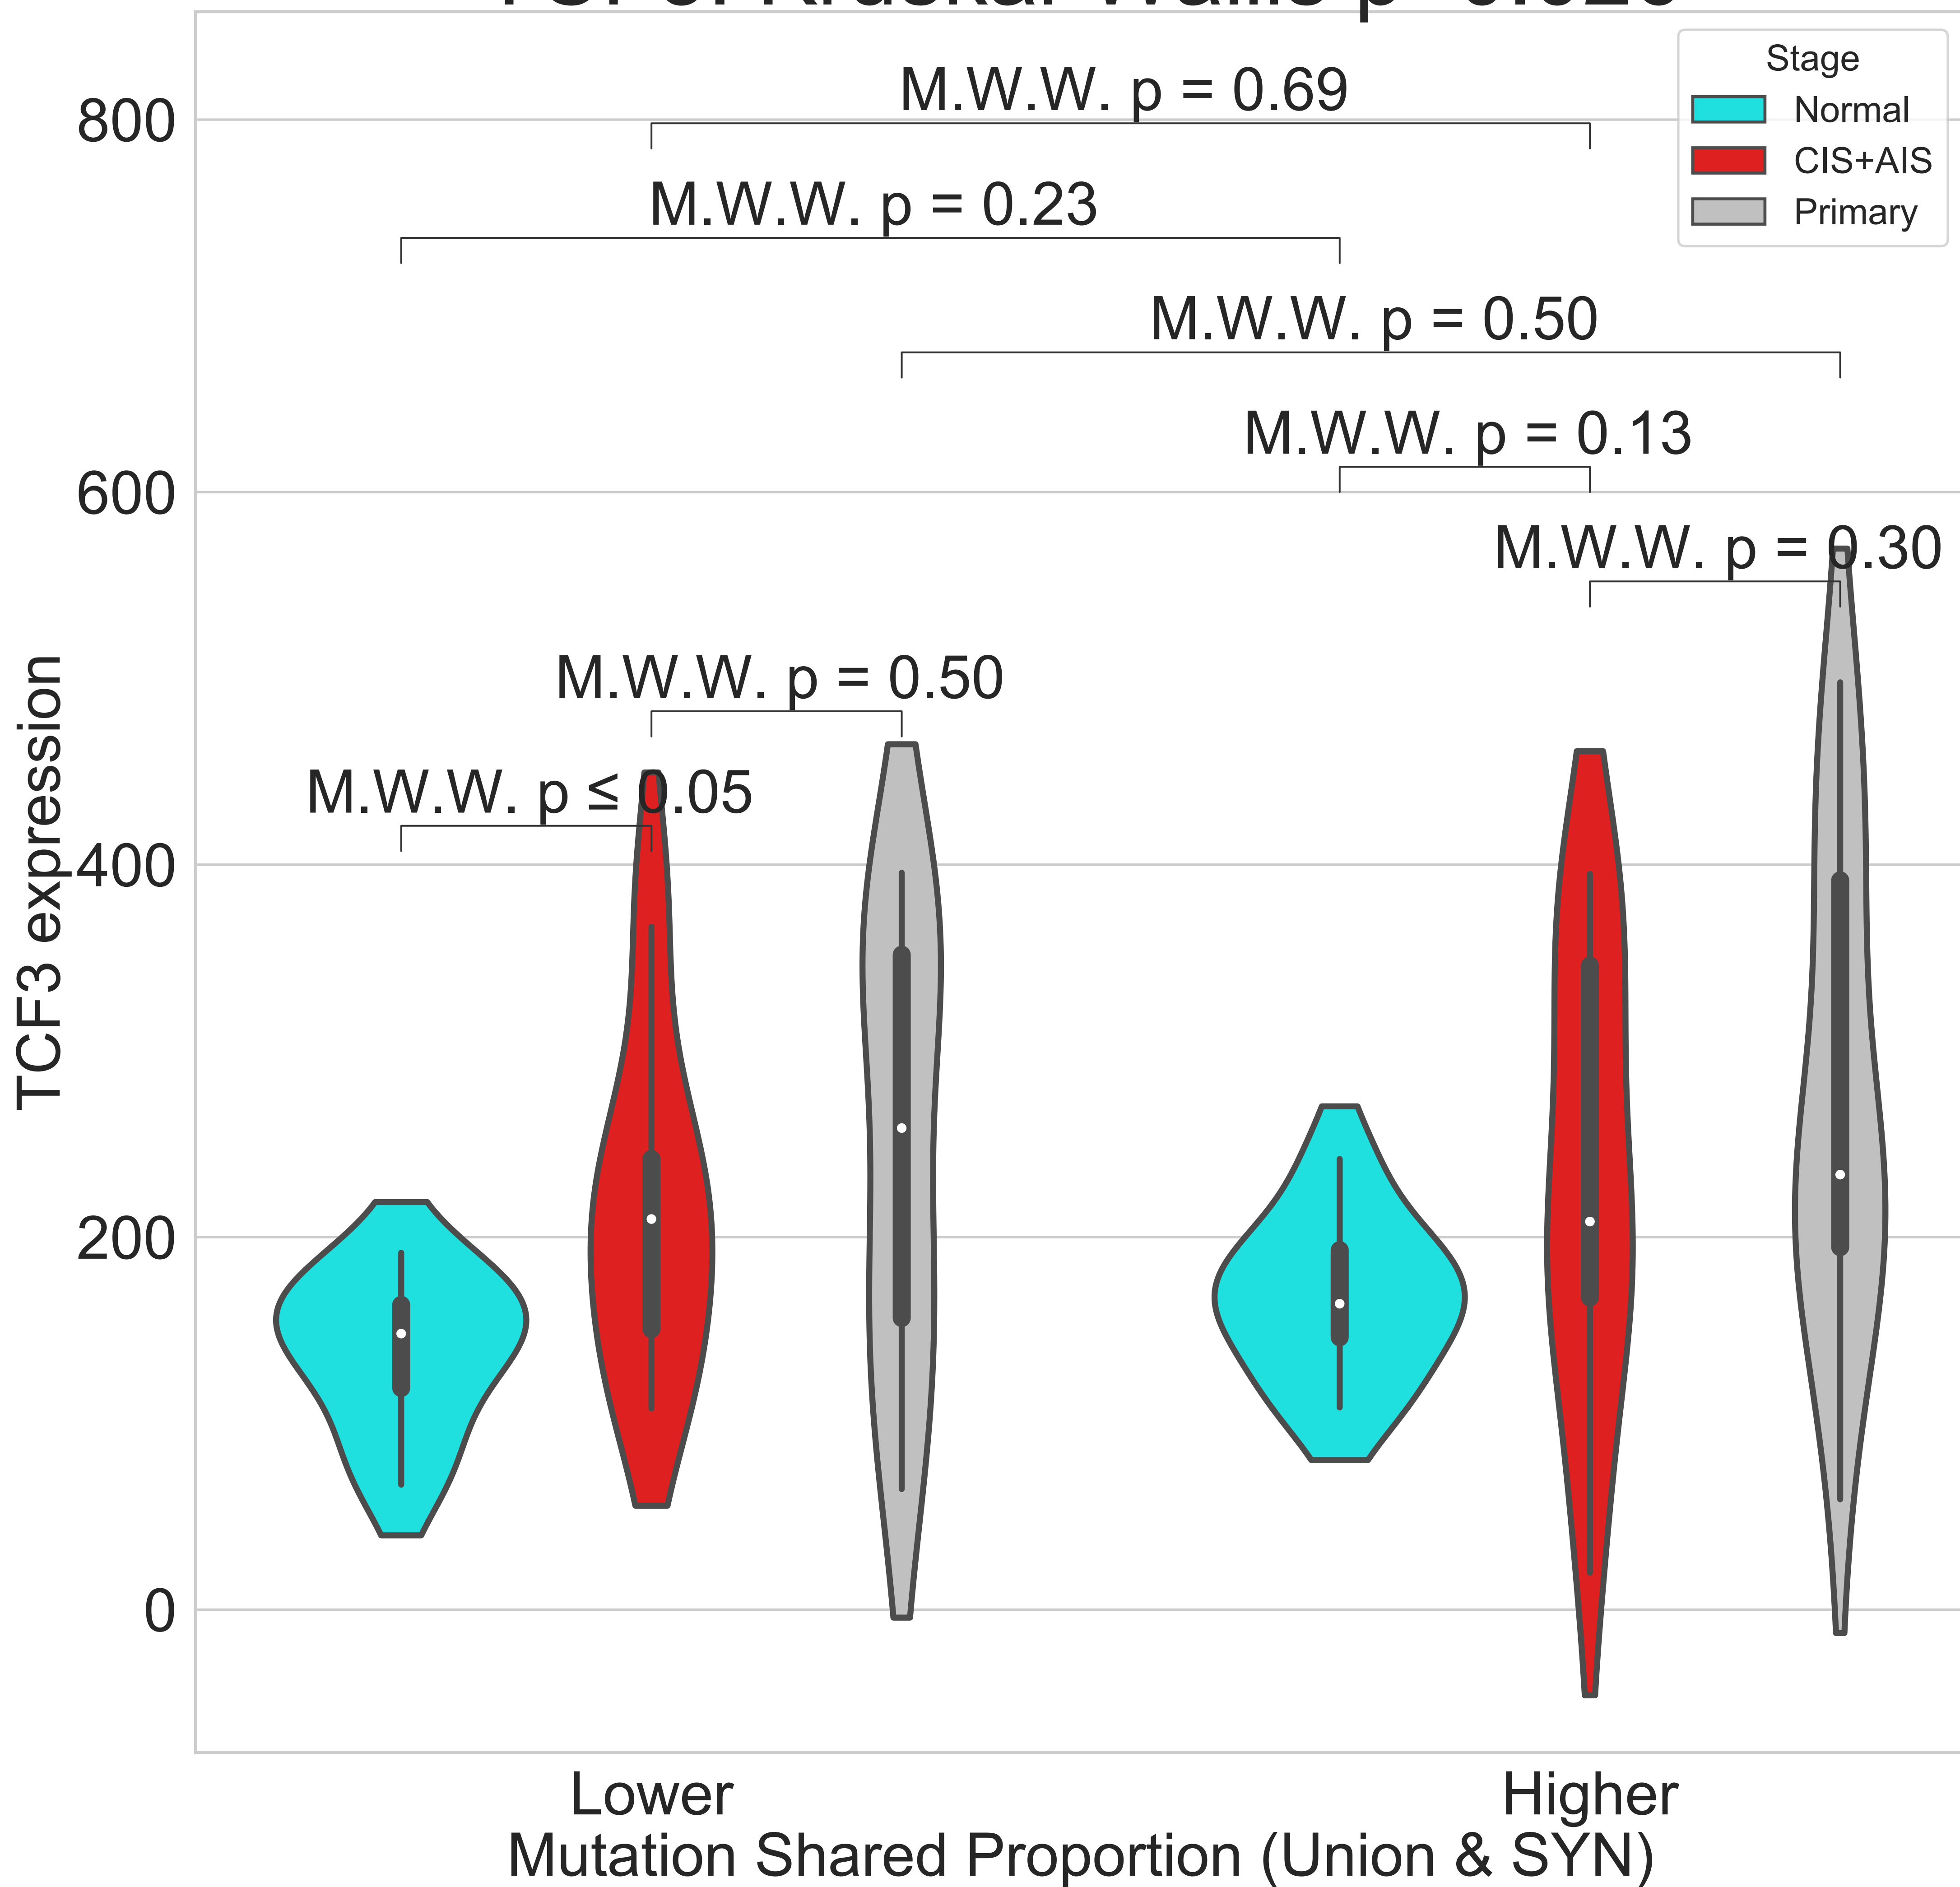 Stage
Normal
CIS+AIS
Primary
M.W.W. p = 0.69
M.W.W. p = 0.23
M.W.W. p = 0.50
M.W.W. p = 0.13
M.W.W. p = 0.30
M.W.W. p = 0.50
M.W.W. p ≤ 0.05
800
600
400
200
0
TCF3 expression
Lower
Higher
Mutation Shared Proportion (Union & SYN)